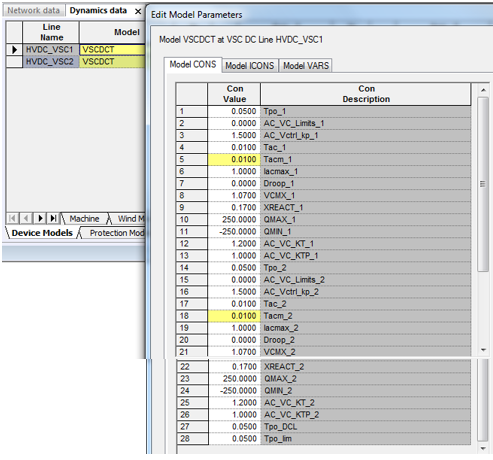 Network data Dynamics data ×
Line Name Model
HVDC_VSC1 VSCDCT
HVDC_VSC2 VSCDCT
Machine Wind M
Device Models Protection Mod
Edit Model Parameters
Model VSCDCT at VSC DC Line HVDC_VSC1
Model CONS Model ICONS Model VARS
Con Value Con Description
1 0.0500 Tpo_1
2 0.0000 AC_VC_Limits_1
3 1.5000 AC_Vctrl_kp_1
4 0.0100 Tac_1
5 0.0100 Tacm_1
6 1.0000 Iacmax_1
7 0.0000 Droop_1
8 1.0700 VCMX_1
9 0.1700 XREACT_1
10 250.0000 QMAX_1
11 -250.0000 QMIN_1
12 1.2000 AC_VC_KT_1
13 1.0000 AC_VC_KTP_1
14 0.0500 Tpo_2
15 0.0000 AC_VC_Limits_2
16 1.5000 AC_Vctrl_kp_2
17 0.0100 Tac_2
18 0.0100 Tacm_2
19 1.0000 Iacmax_2
20 0.0000 Droop_2
21 1.0700 VCMX_2
22 0.1700 XREACT_2
23 250.0000 QMAX_2
24 -250.0000 QMIN_2
25 1.2000 AC_VC_KT_2
26 1.0000 AC_VC_KTP_2
27 0.0500 Tpo_DCL
28 0.0500 Tpo_lim